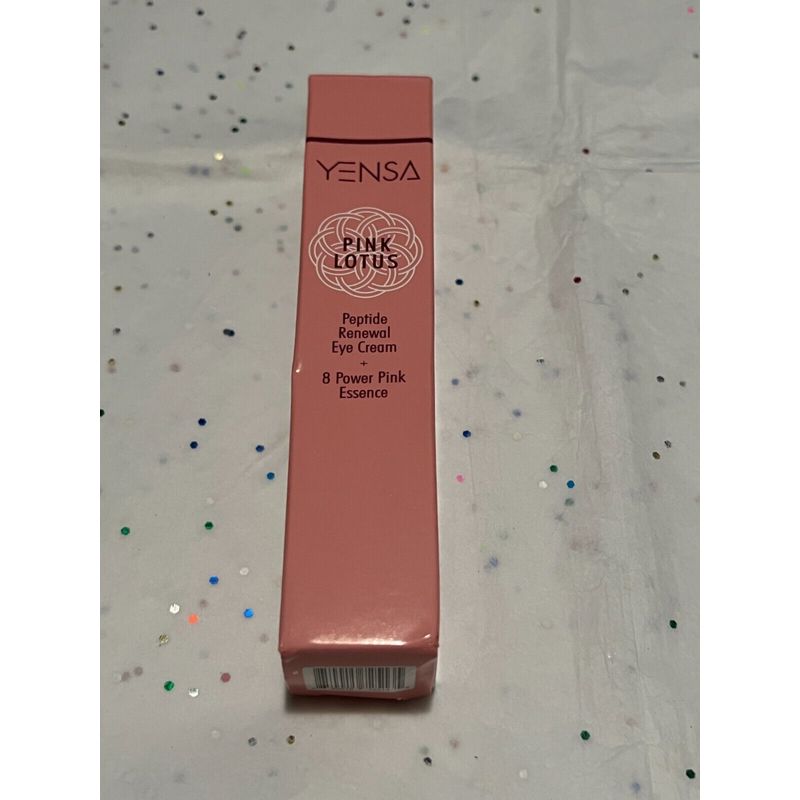 YENSA
PINK
LOTUS
Peptide
Renewal
Eye Cream
+
8 Power Pink
Essence